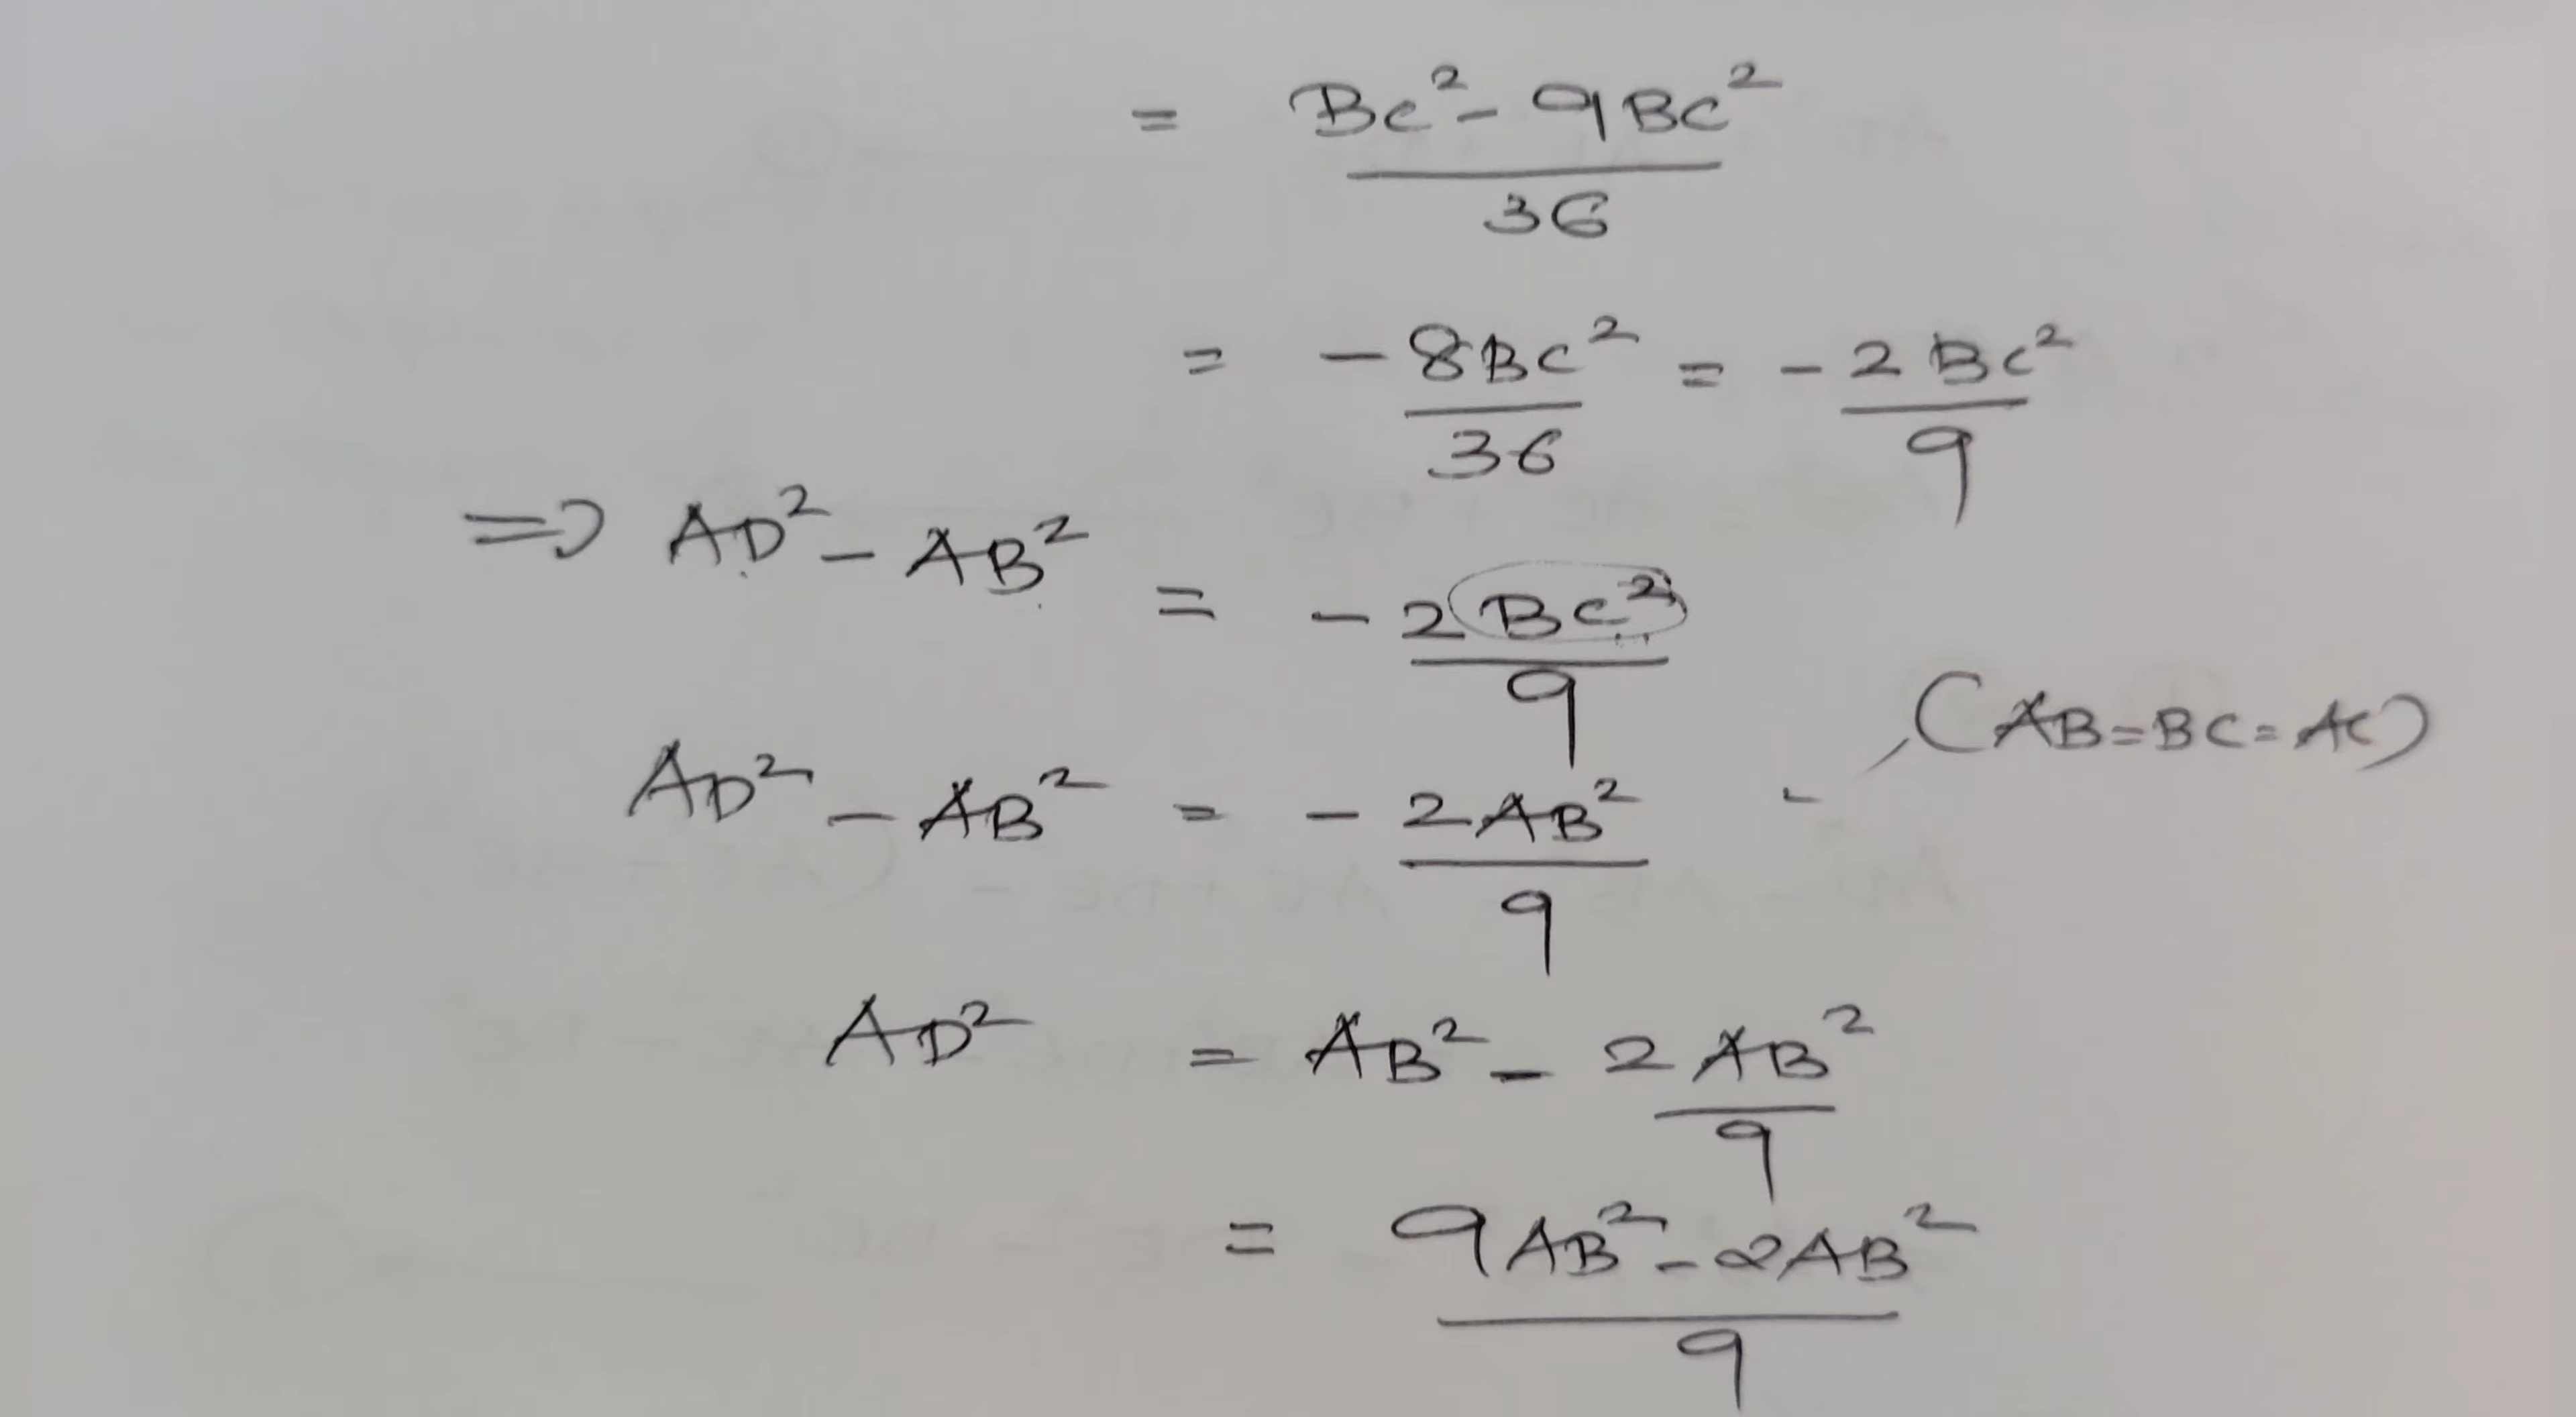 = BC² - 9BC² / 36
= - 8BC² / 36 = - 2BC² / 9
=> AD² - AB² = - 2BC² / 9
(AB=BC=AC)
AD² - AB² = - 2AB² / 9
AD² = AB² - 2AB² / 9
= 9AB² - 2AB² / 9